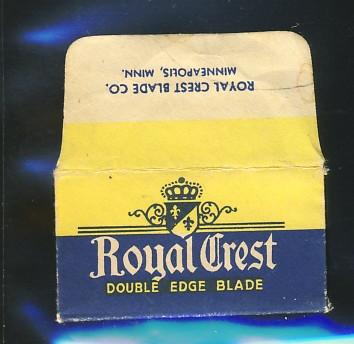 ROYAL CREST BLADE CO.
MINNEAPOLIS, MINN.
Royal Crest
DOUBLE EDGE BLADE